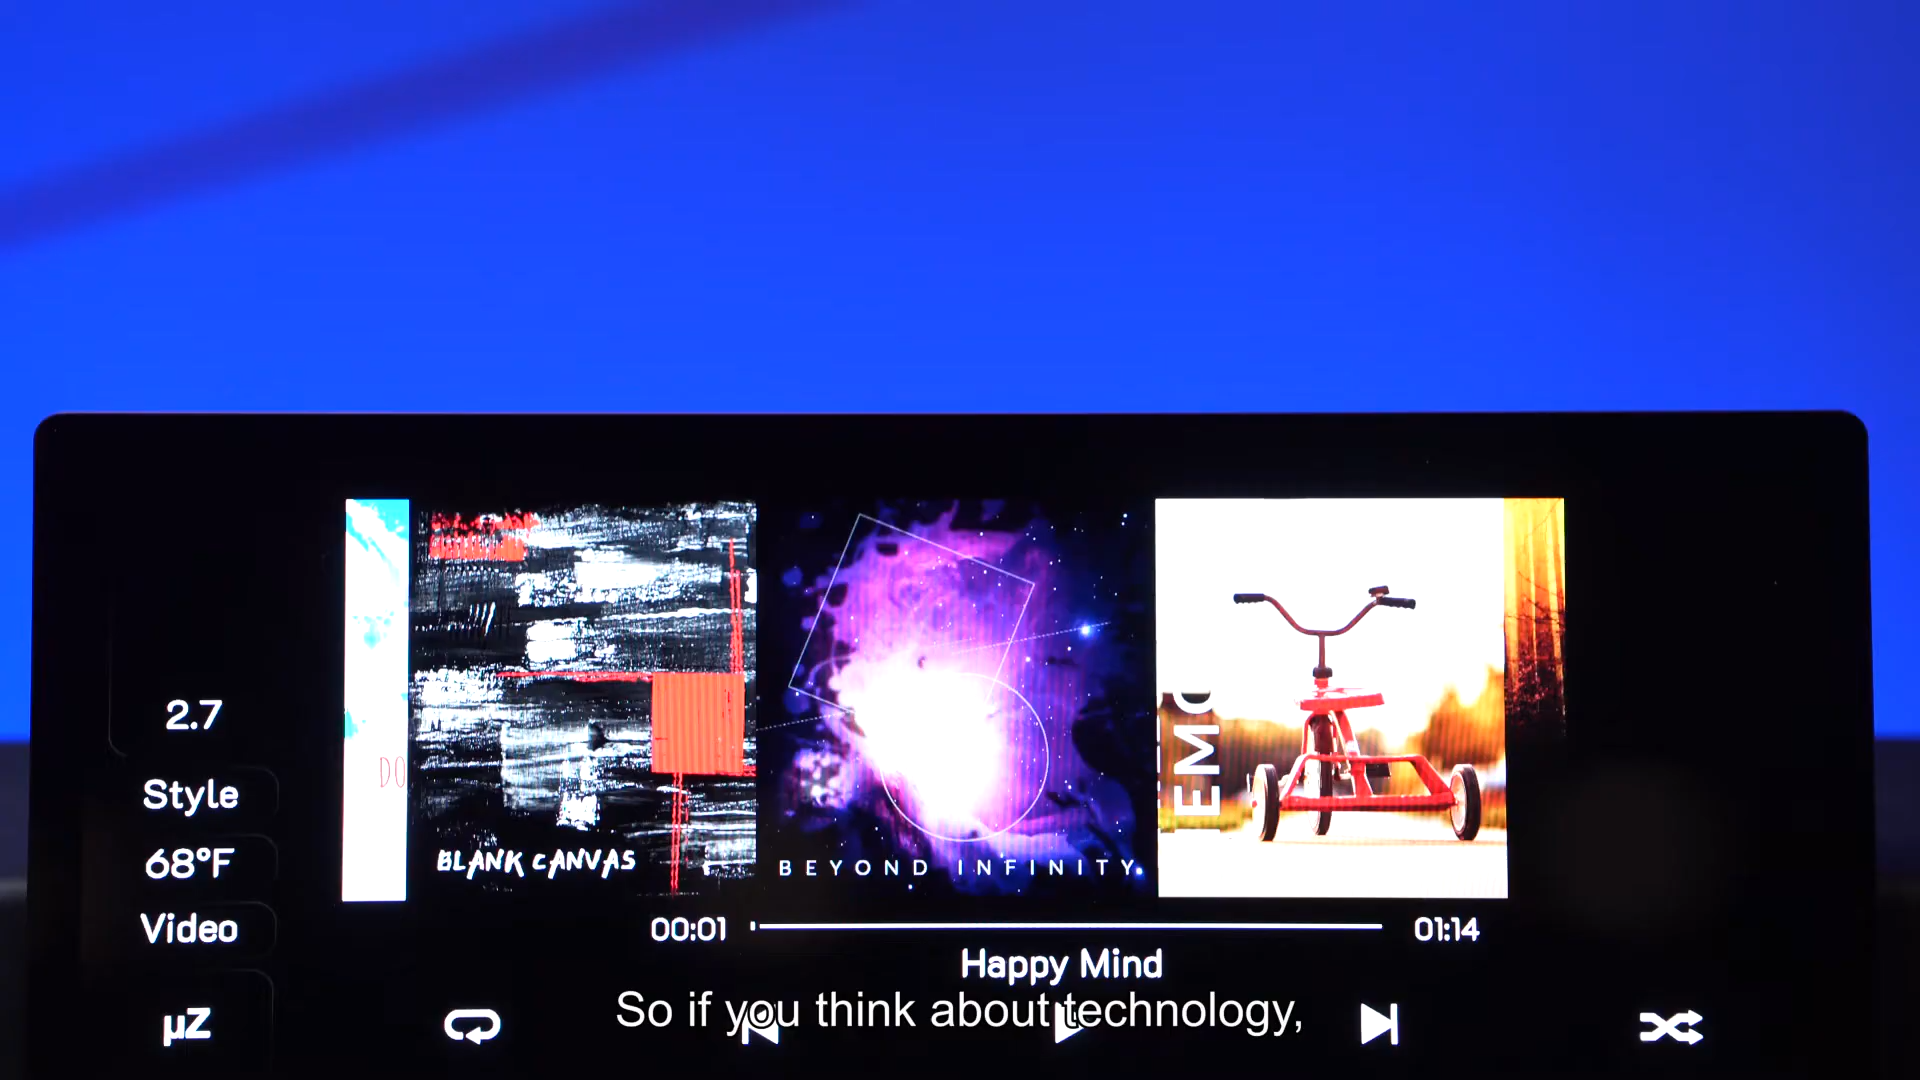 2.7
Style
68°F
Video
µZ
DO
BLANK CANVAS
BEYOND INFINITY
00:01
01:14
Happy Mind
So if you think about technology,